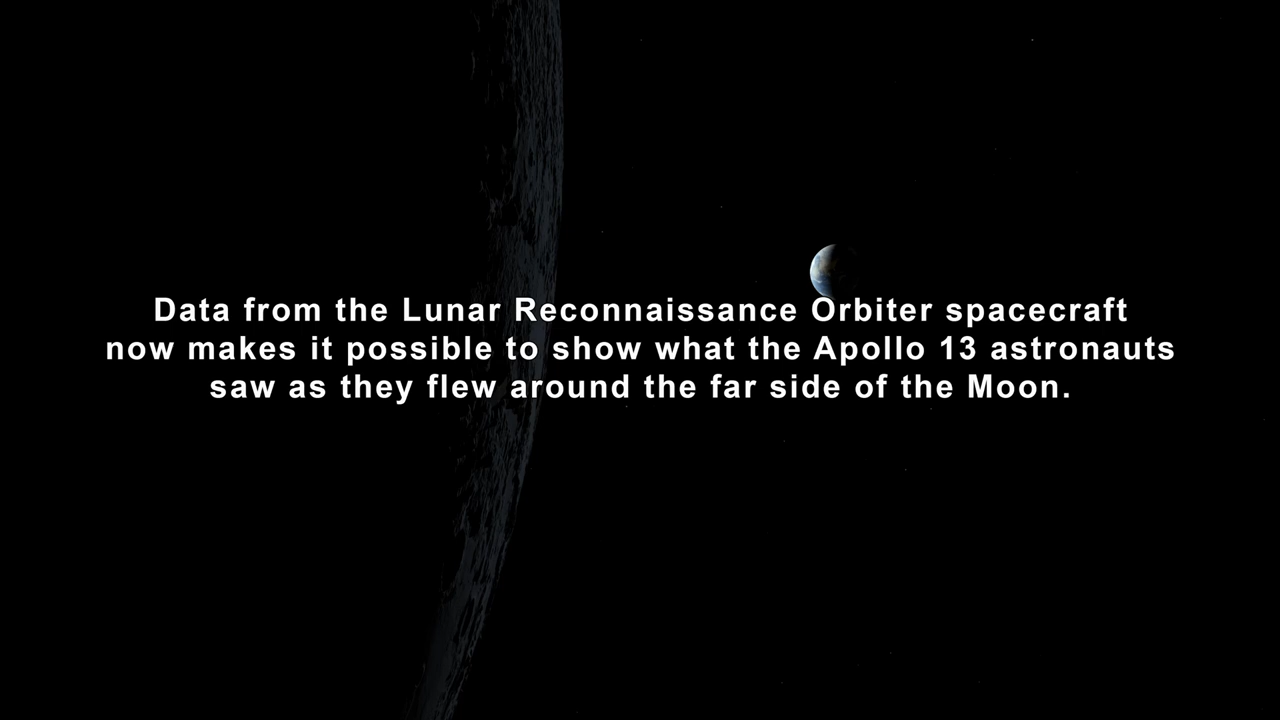 Data from the Lunar Reconnaissance Orbiter spacecraft
now makes it possible to show what the Apollo 13 astronauts
saw as they flew around the far side of the Moon.